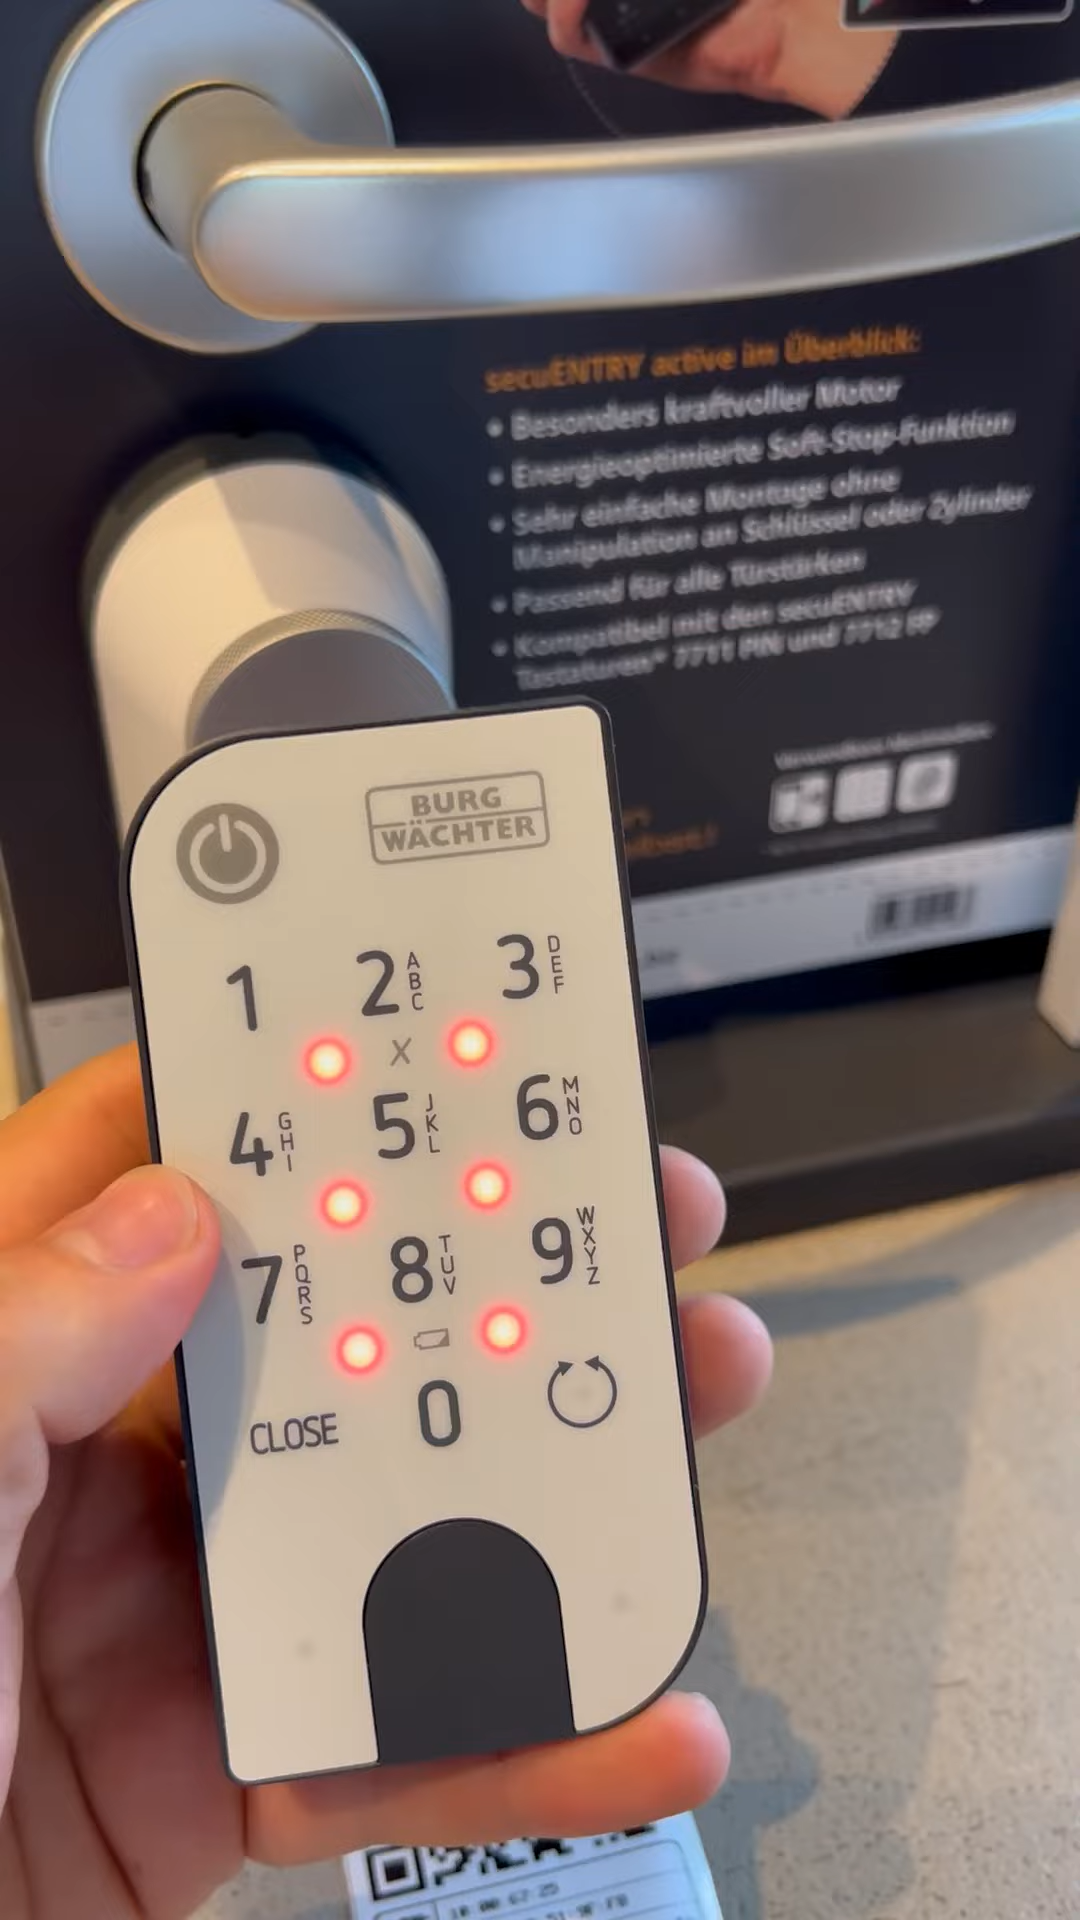 secuENTRY active im Überblick:
• Besonders kraftvoller Motor
• Energieoptimierte Soft-Stop-Funktion
• Sehr einfache Montage ohne
Manipulation an Schlüssel oder Zylinder
• Passend für alle Türstärken
• Kompatibel mit den secuENTRY
Tastaturen* 7711 PIN und 7712 FP
BURG
WÄCHTER
1
2 ABC
3 DEF
X
4 GHI
5 JKL
6 MNO
7 PQRS
8 TUV
9 WXYZ
CLOSE
0